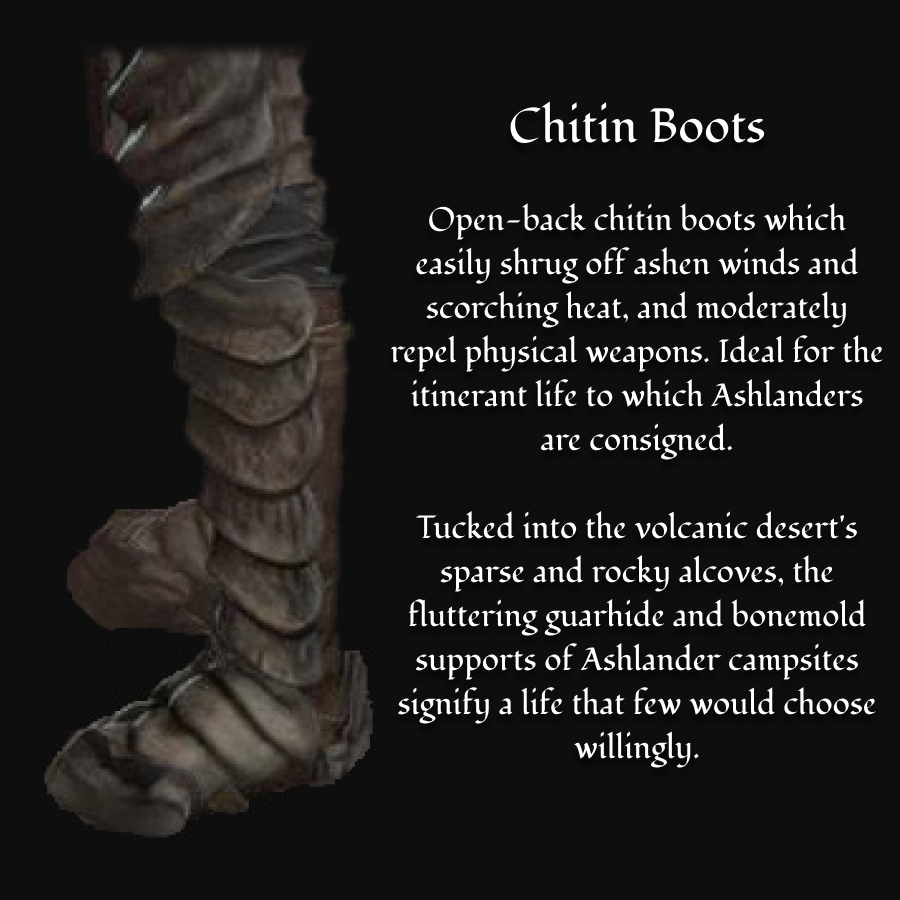 Chitin Boots
Open-back chitin boots which
easily shrug off ashen winds and
scorching heat, and moderately
repel physical weapons. Ideal for the
itinerant life to which Ashlanders
are consigned.
Tucked into the volcanic desert's
sparse and rocky alcoves, the
fluttering guarhide and bonemold
supports of Ashlander campsites
signify a life that few would choose
willingly.